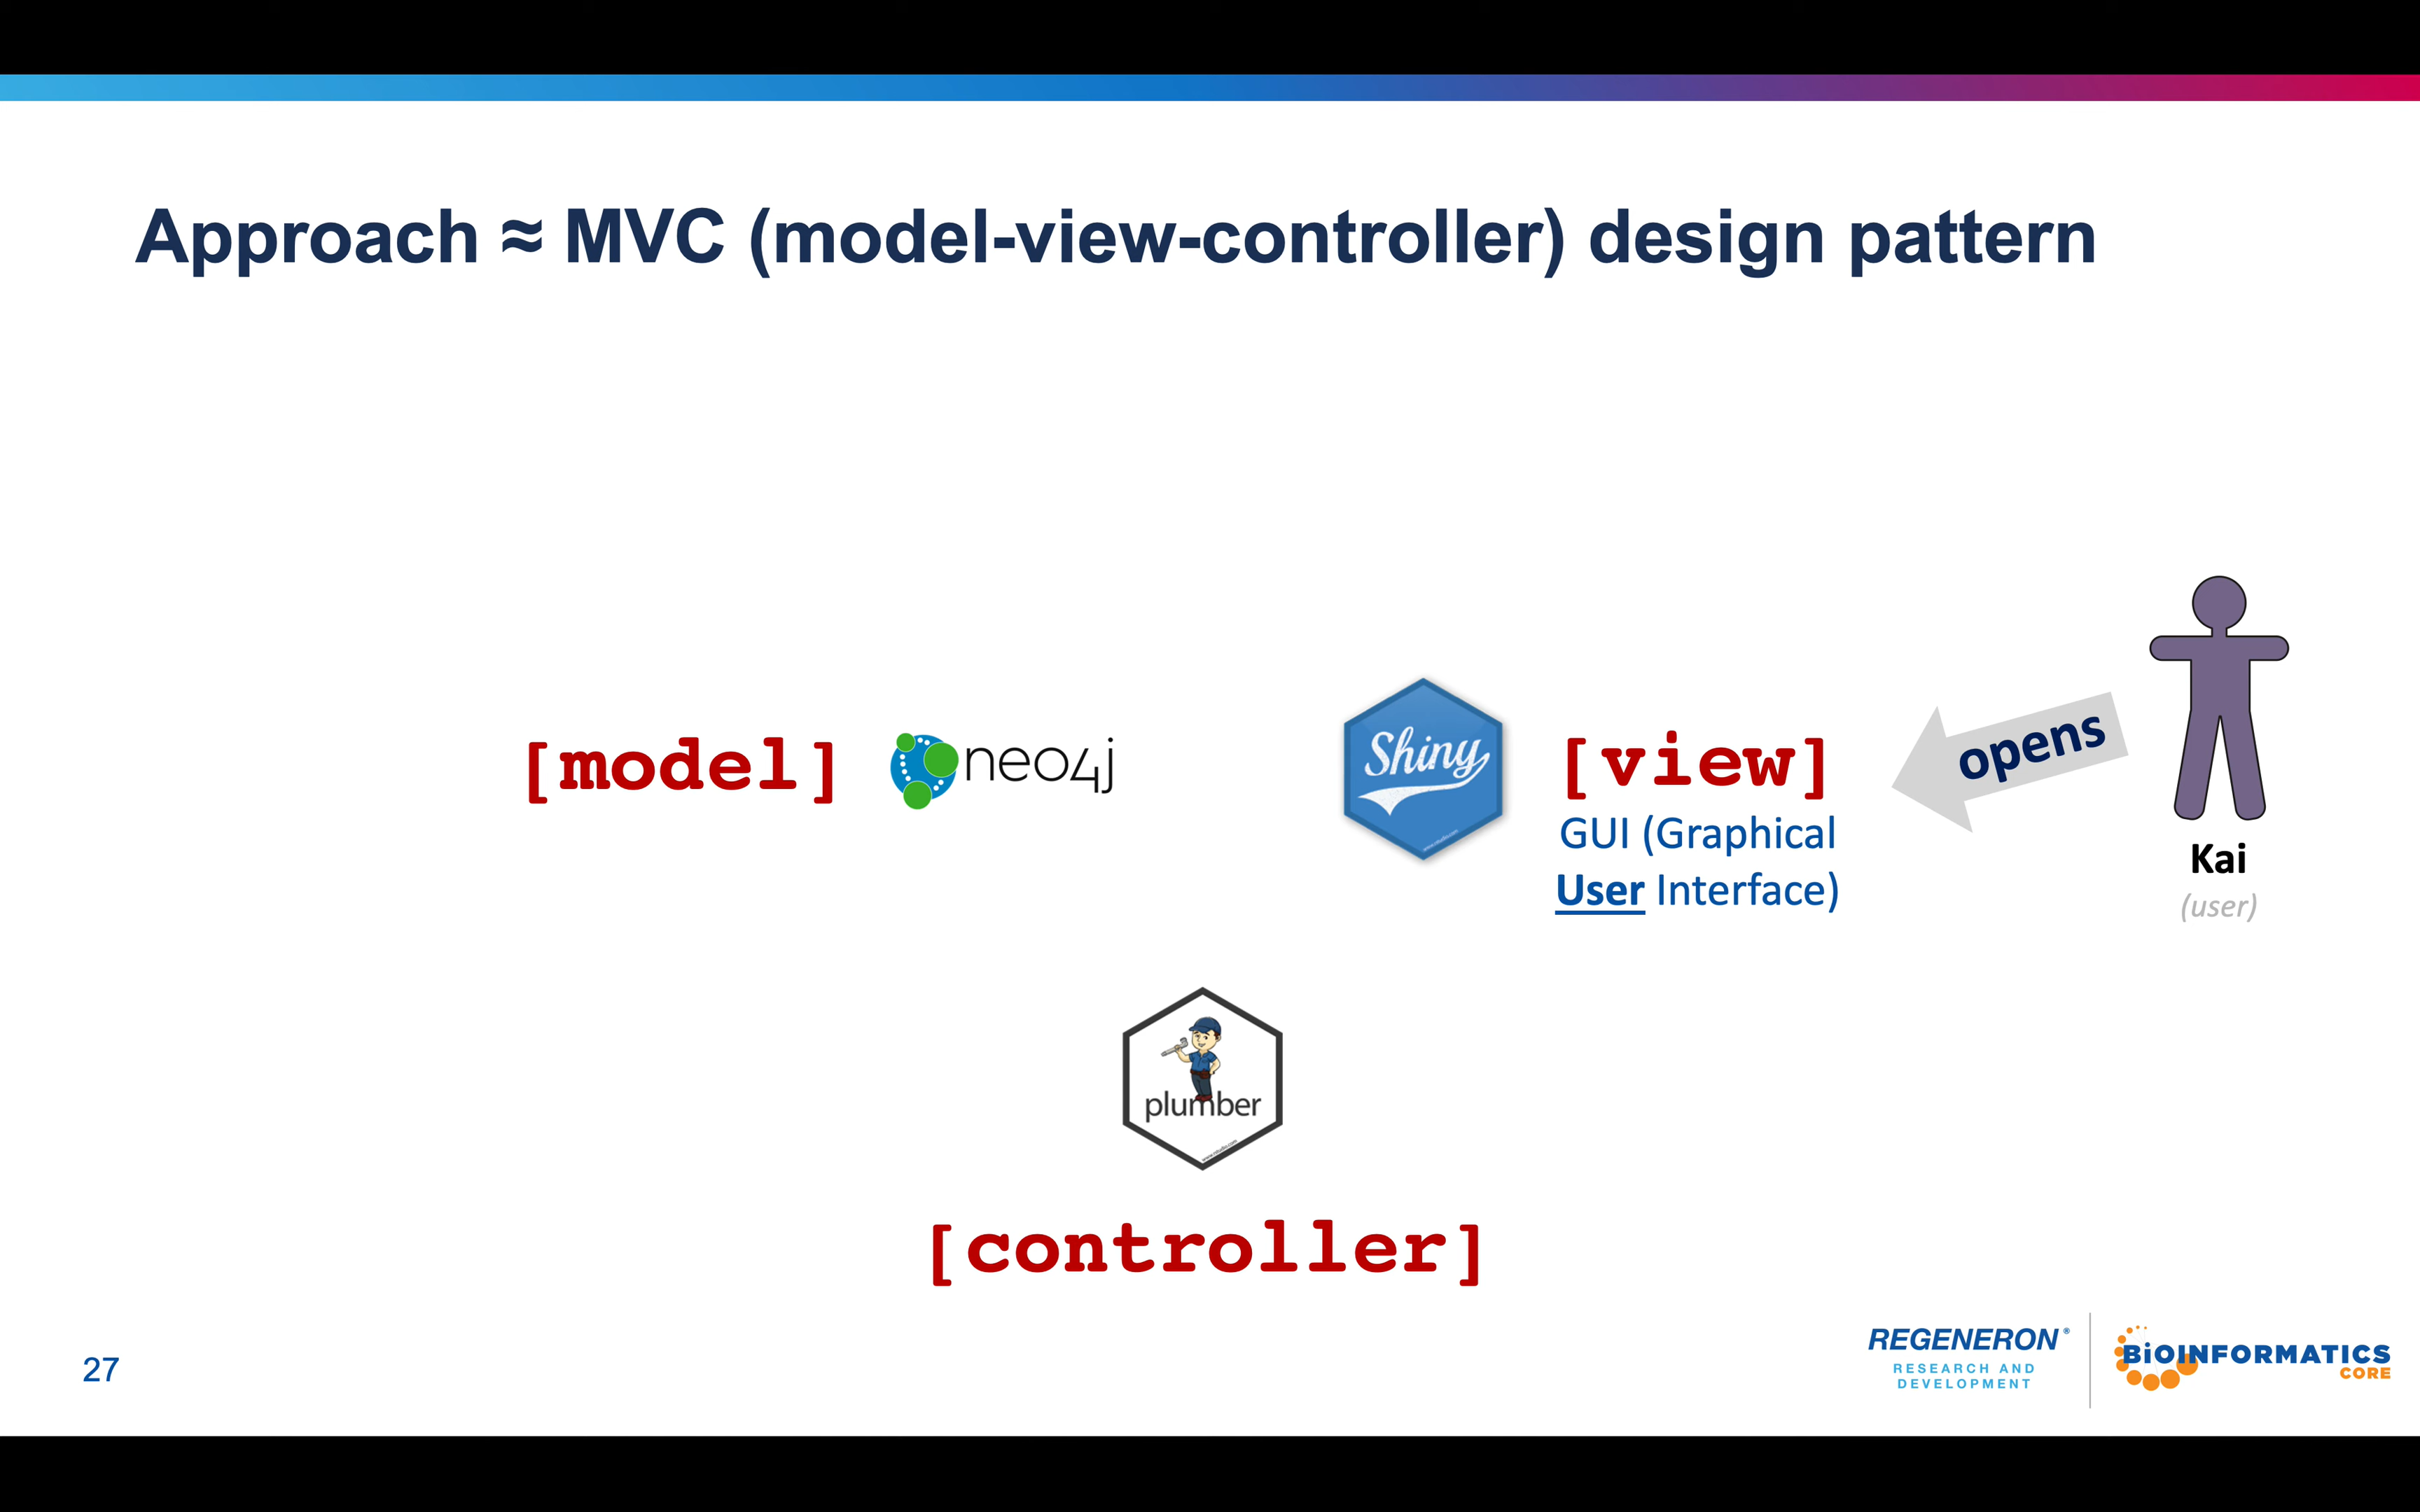 Approach ≈ MVC (model-view-controller) design pattern
[model]
neo4j
Shiny
[view]
GUI (Graphical
User Interface)
opens
Kai
(user)
plumber
[controller]
27
REGENERON®
RESEARCH AND
DEVELOPMENT
BiOINFORMATICS
CORE